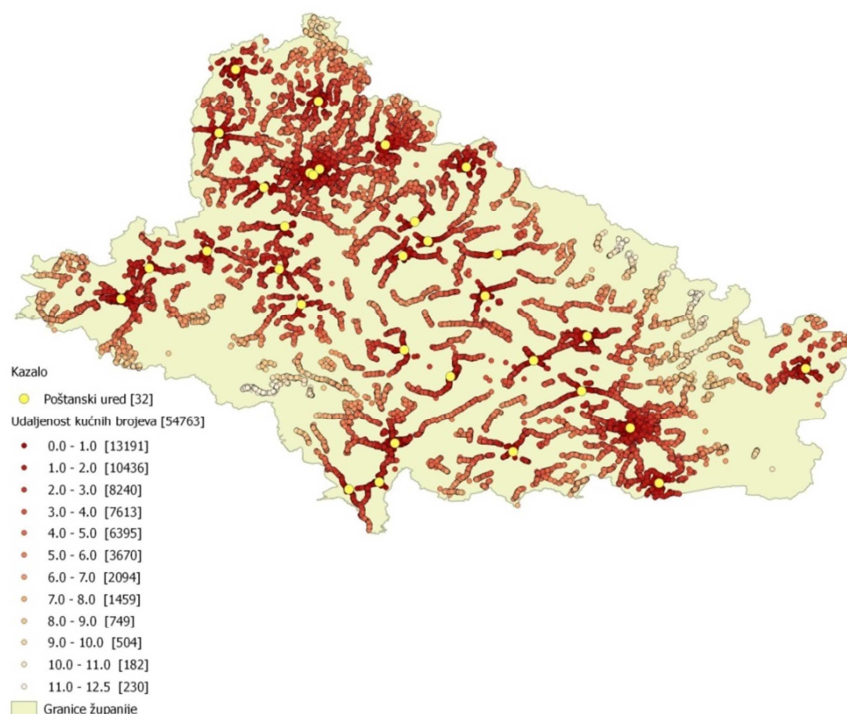 Kazalo
Poštanski ured [32]
Udaljenost kućnih brojeva [54763]
0.0 - 1.0 [13191]
1.0 - 2.0 [10436]
2.0 - 3.0 [8240]
3.0 - 4.0 [7613]
4.0 - 5.0 [6395]
5.0 - 6.0 [3670]
6.0 - 7.0 [2094]
7.0 - 8.0 [1459]
8.0 - 9.0 [749]
9.0 - 10.0 [504]
10.0 - 11.0 [182]
11.0 - 12.5 [230]
Granice županije